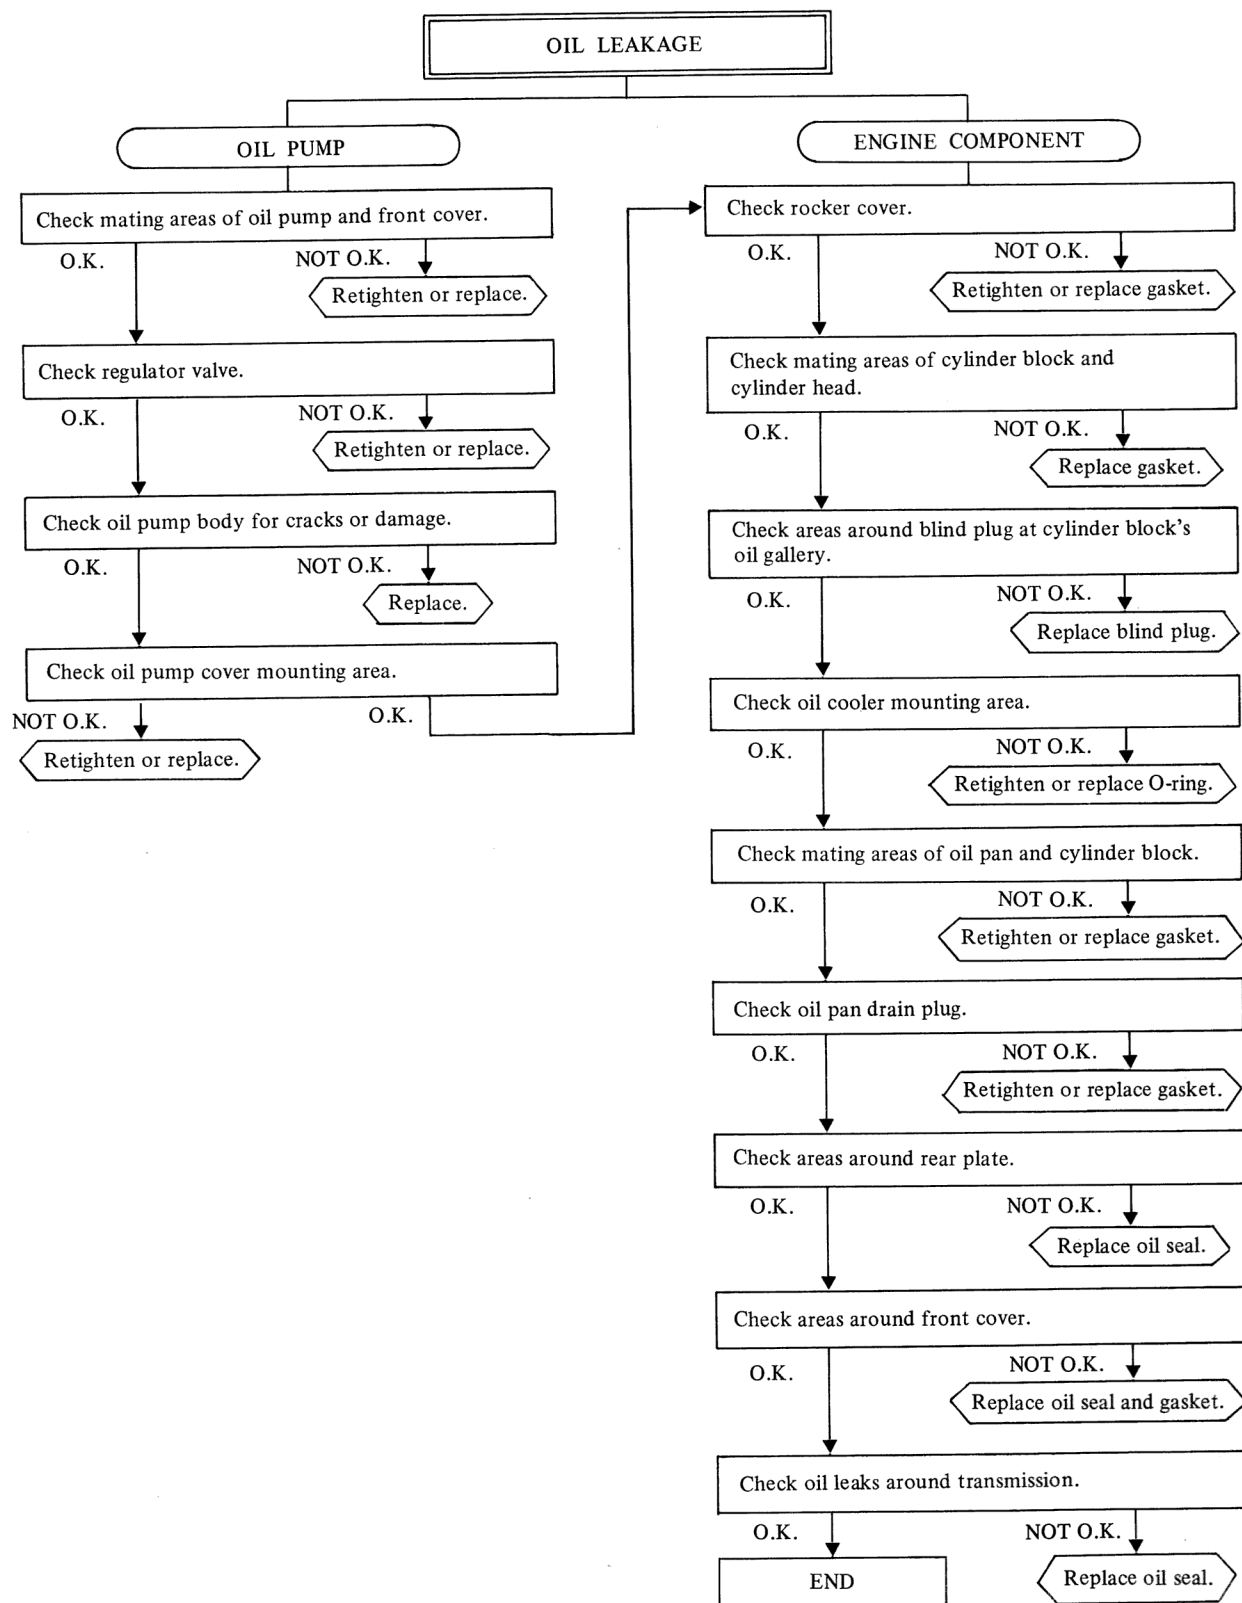 OIL LEAKAGE
OIL PUMP
Check mating areas of oil pump and front cover.
O.K.
NOT O.K.
Retighten or replace.
Check regulator valve.
O.K.
NOT O.K.
Retighten or replace.
Check oil pump body for cracks or damage.
O.K.
NOT O.K.
Replace.
Check oil pump cover mounting area.
NOT O.K.
O.K.
Retighten or replace.
ENGINE COMPONENT
Check rocker cover.
O.K.
NOT O.K.
Retighten or replace gasket.
Check mating areas of cylinder block and
cylinder head.
O.K.
NOT O.K.
Replace gasket.
Check areas around blind plug at cylinder block's
oil gallery.
O.K.
NOT O.K.
Replace blind plug.
Check oil cooler mounting area.
O.K.
NOT O.K.
Retighten or replace O-ring.
Check mating areas of oil pan and cylinder block.
O.K.
NOT O.K.
Retighten or replace gasket.
Check oil pan drain plug.
O.K.
NOT O.K.
Retighten or replace gasket.
Check areas around rear plate.
O.K.
NOT O.K.
Replace oil seal.
Check areas around front cover.
O.K.
NOT O.K.
Replace oil seal and gasket.
Check oil leaks around transmission.
O.K.
NOT O.K.
END
Replace oil seal.